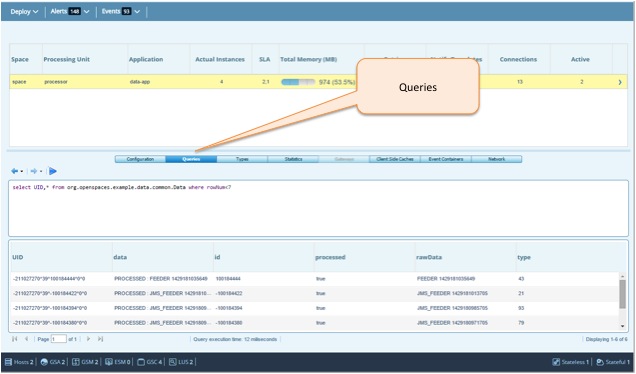 Deploy Alerts 148 Events 93
Space Processing Unit Application Actual Instances SLA Total Memory (MB) Connections Active
space processor data-app 4 2,1 974 (53.5%) 13 2
Queries
Configuration Queries Types Statistics Gateways Client Side Caches Event Containers Network
select UID,* from org.openspaces.example.data.common.Data where rowNum<7
UID data id processed rawData type
-211027270^39^100184444^0^0 PROCESSED : FEEDER 1429181035649 100184444 true FEEDER 1429181035649 43
-211027270^39^-100184422^0^0 PROCESSED : JMS_FEEDER 14291810... -100184422 true JMS_FEEDER 1429181013705 21
-211027270^39^-100184394^0^0 PROCESSED : JMS_FEEDER 14291809... -100184394 true JMS_FEEDER 1429180985705 93
-211027270^39^-100184380^0^0 PROCESSED : JMS_FEEDER 14291809... -100184380 true JMS_FEEDER 1429180971705 79
Page 1 of 1 Query execution time: 12 milliseconds Displaying 1-6 of 6
Hosts 2 GSA 2 GSM 2 ESM 0 GSC 4 LUS 2 Stateless 1 Stateful 1